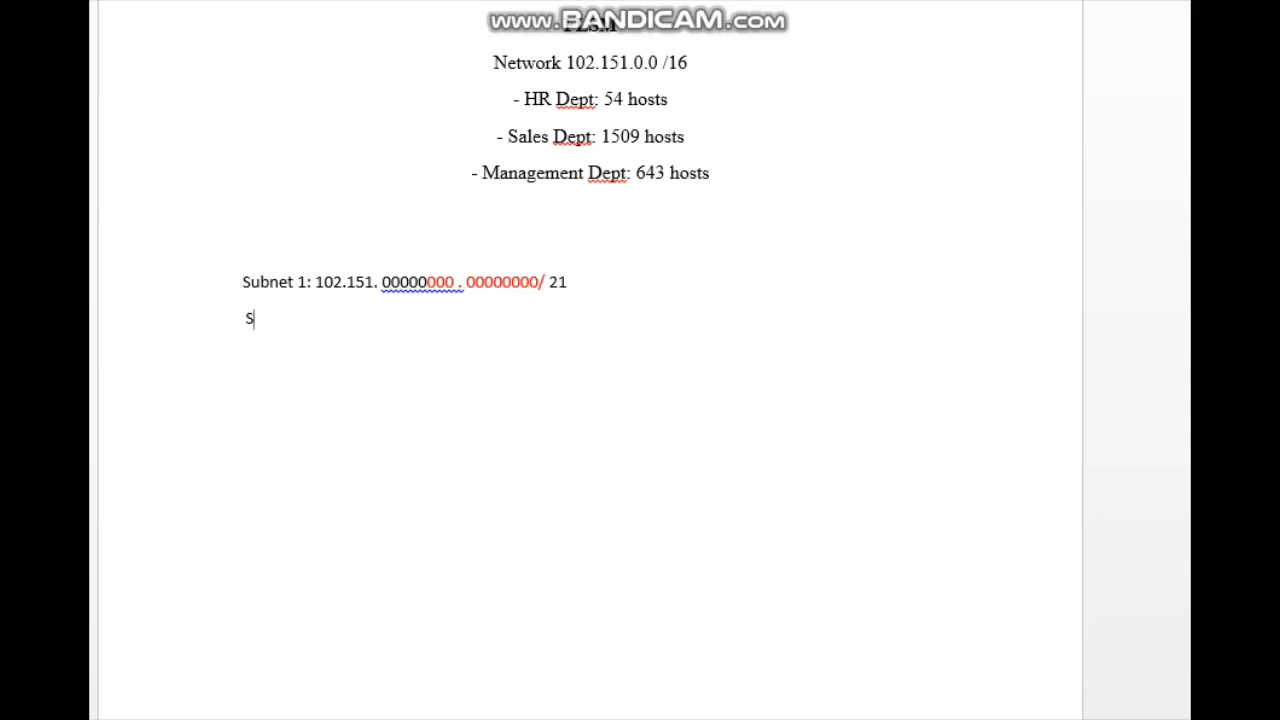 www.BANDICAM.com
Network 102.151.0.0 /16
- HR Dept: 54 hosts
- Sales Dept: 1509 hosts
- Management Dept: 643 hosts
Subnet 1: 102.151. 00000000 . 00000000/ 21
S